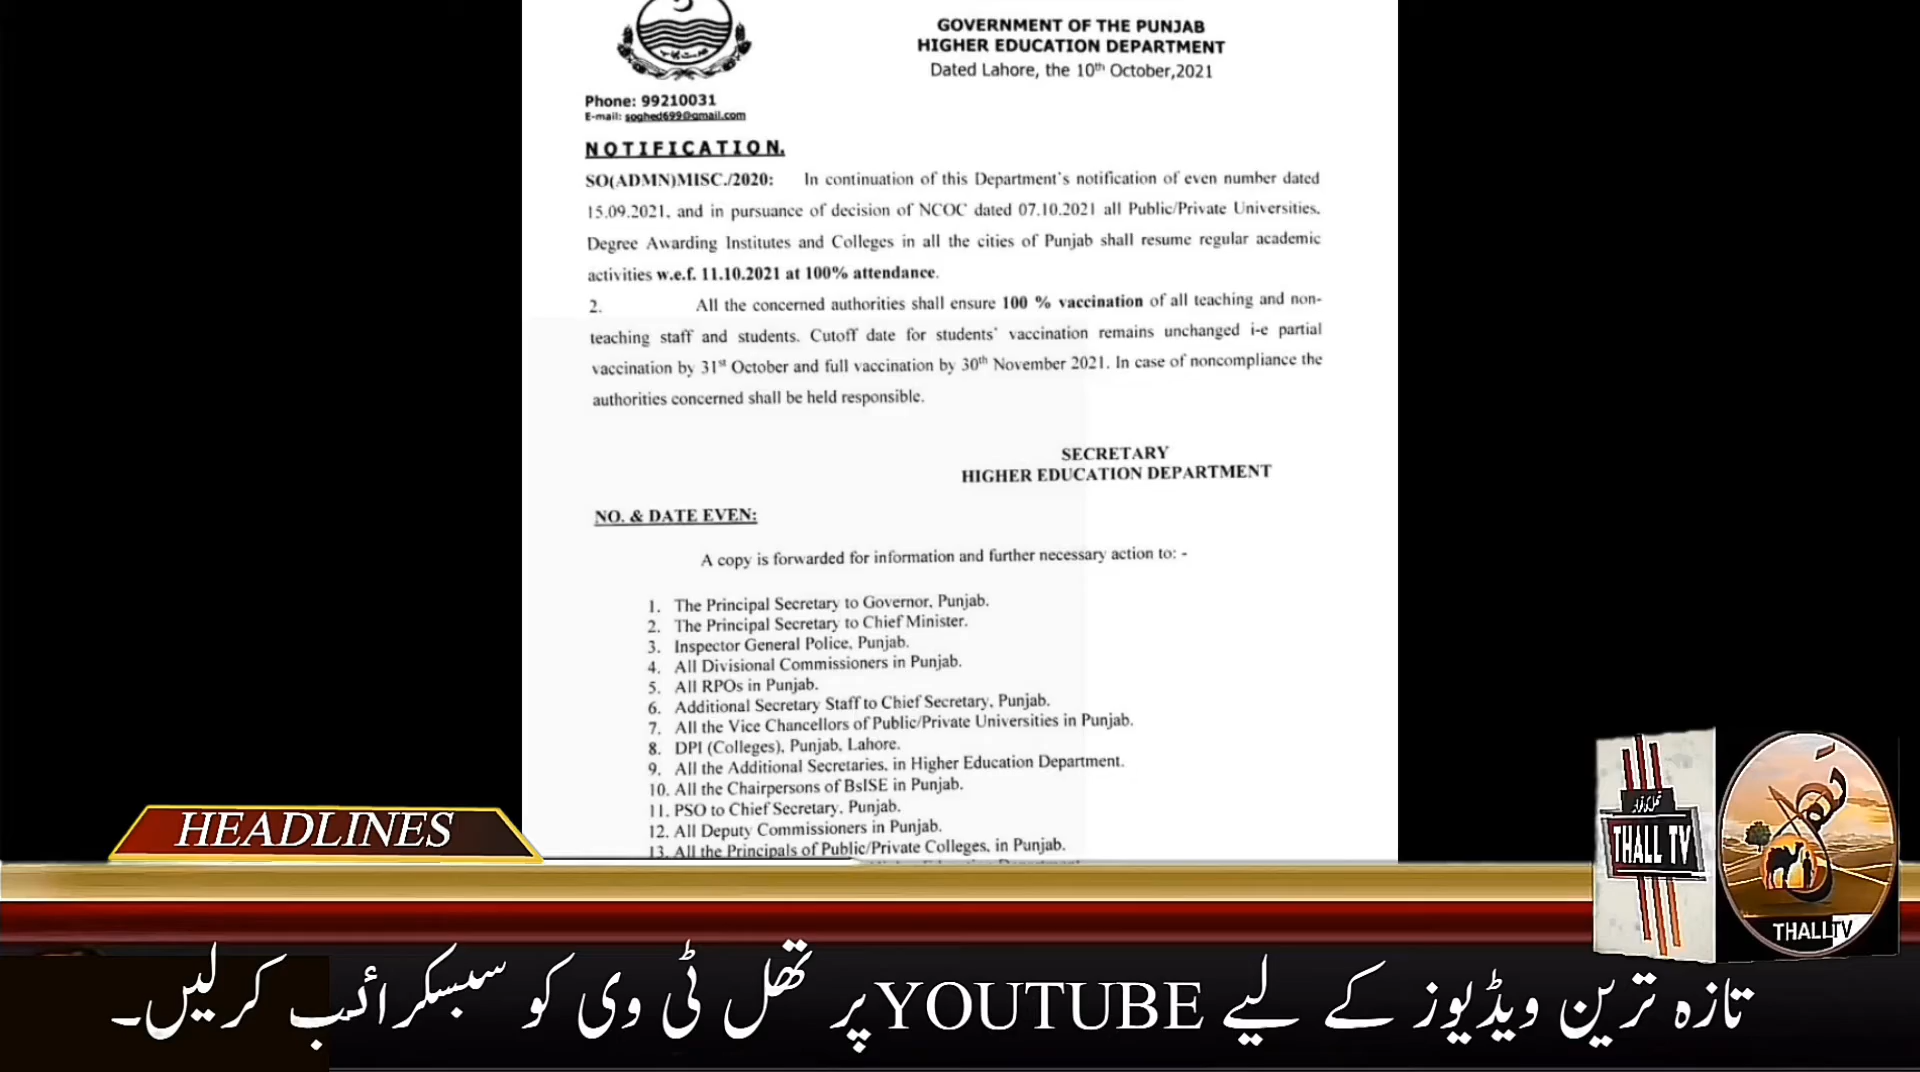 GOVERNMENT OF THE PUNJAB
HIGHER EDUCATION DEPARTMENT
Dated Lahore, the 10th October,2021
Phone: 99210031
E-mail: soghed699@gmail.com
NOTIFICATION.
SO(ADMN)MISC./2020: In continuation of this Department's notification of even number dated
15.09.2021, and in pursuance of decision of NCOC dated 07.10.2021 all Public/Private Universities,
Degree Awarding Institutes and Colleges in all the cities of Punjab shall resume regular academic
activities w.e.f. 11.10.2021 at 100% attendance.
2. All the concerned authorities shall ensure 100 % vaccination of all teaching and non-
teaching staff and students. Cutoff date for students' vaccination remains unchanged i-e partial
vaccination by 31st October and full vaccination by 30th November 2021. In case of noncompliance the
authorities concerned shall be held responsible.
SECRETARY
HIGHER EDUCATION DEPARTMENT
NO. & DATE EVEN:
A copy is forwarded for information and further necessary action to: -
1. The Principal Secretary to Governor, Punjab.
2. The Principal Secretary to Chief Minister.
3. Inspector General Police, Punjab.
4. All Divisional Commissioners in Punjab.
5. All RPOs in Punjab.
6. Additional Secretary Staff to Chief Secretary, Punjab.
7. All the Vice Chancellors of Public/Private Universities in Punjab.
8. DPI (Colleges), Punjab, Lahore.
9. All the Additional Secretaries, in Higher Education Department.
10. All the Chairpersons of BsISE in Punjab.
11. PSO to Chief Secretary, Punjab.
12. All Deputy Commissioners in Punjab.
13. All the Principals of Public/Private Colleges, in Punjab.
HEADLINES
THALL TV
THALL TV
تازہ ترین ویڈیوز کے لیے YOUTUBE پر تھل ٹی وی کو سبسکرائب کرلیں۔